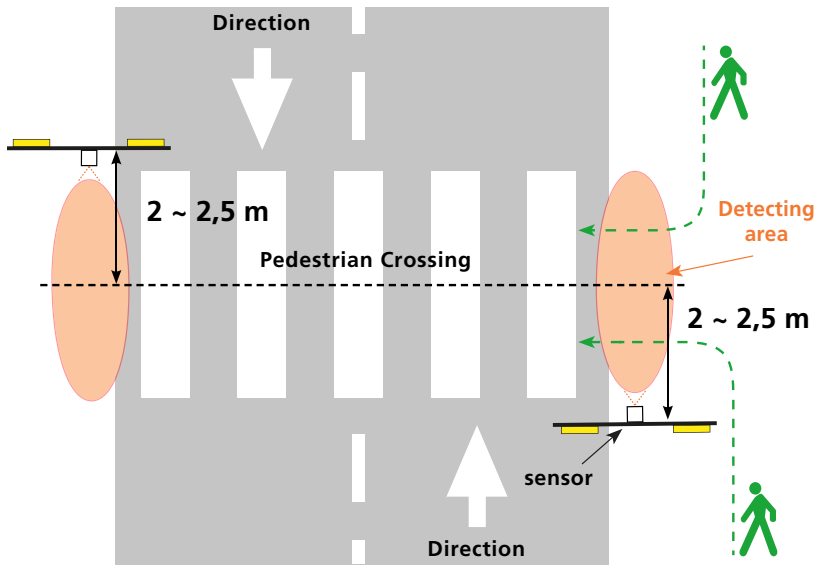 Direction
2 ~ 2,5 m
Detecting
area
Pedestrian Crossing
2 ~ 2,5 m
sensor
Direction